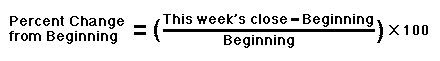 Percent Change
from Beginning = (This week's close – Beginning
Beginning) × 100